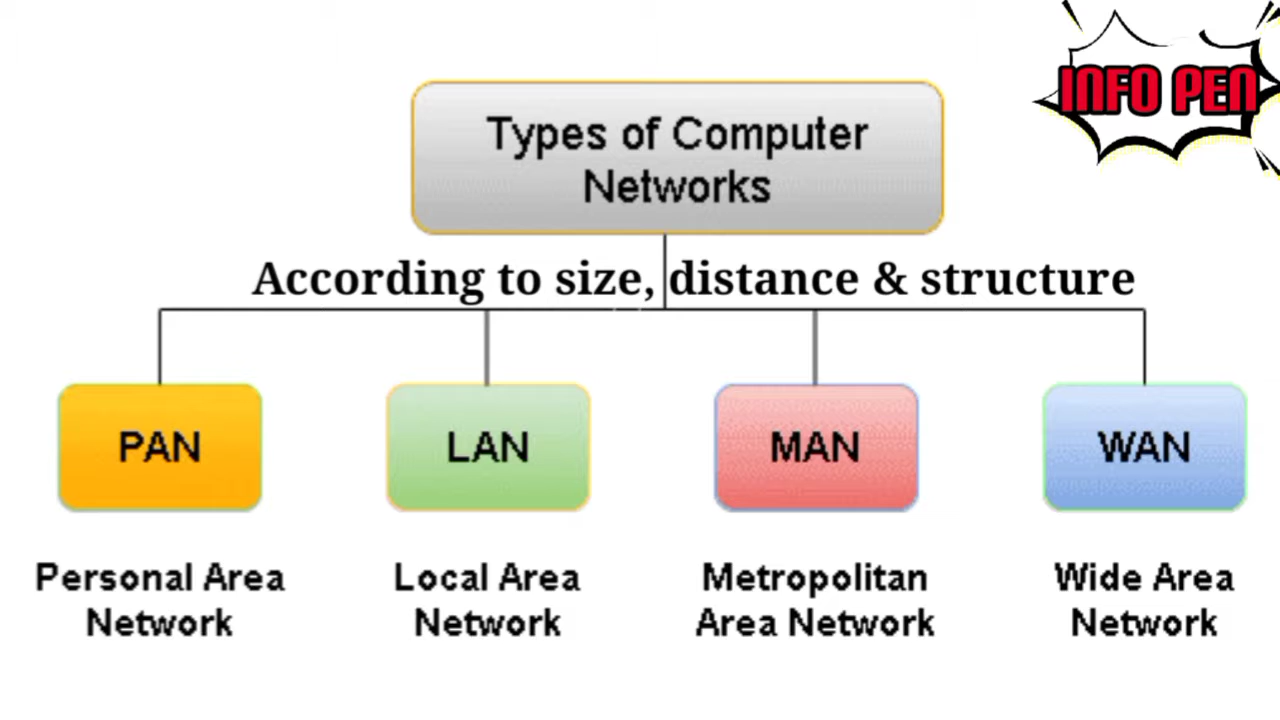 INFO PEN
Types of Computer
Networks
According to size, distance & structure
PAN
LAN
MAN
WAN
Personal Area
Network
Local Area
Network
Metropolitan
Area Network
Wide Area
Network